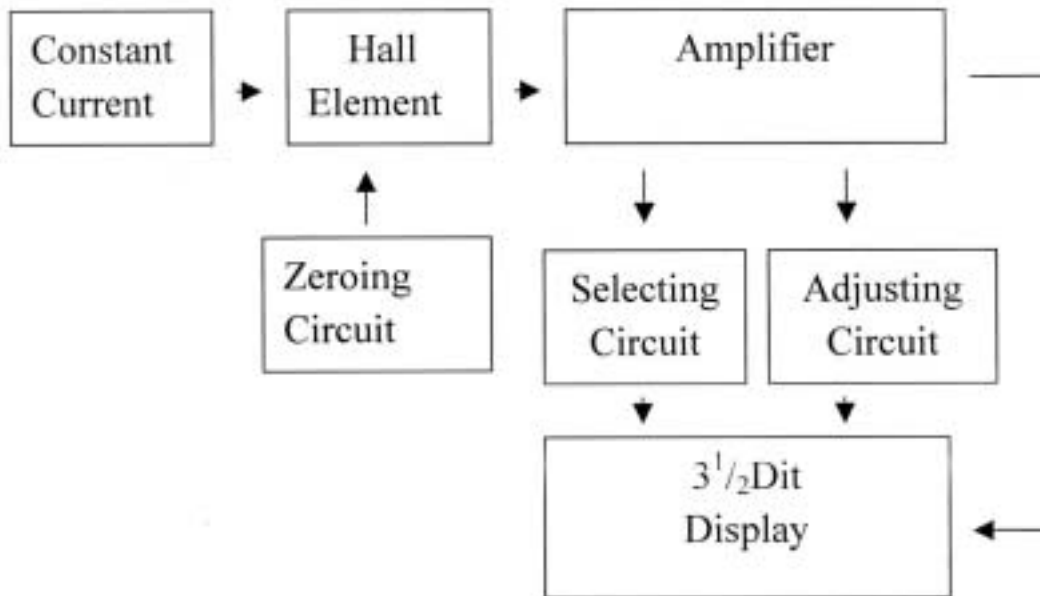 Constant
Current
Hall
Element
Amplifier
Zeroing
Circuit
Selecting
Circuit
Adjusting
Circuit
3¹/₂Dit
Display